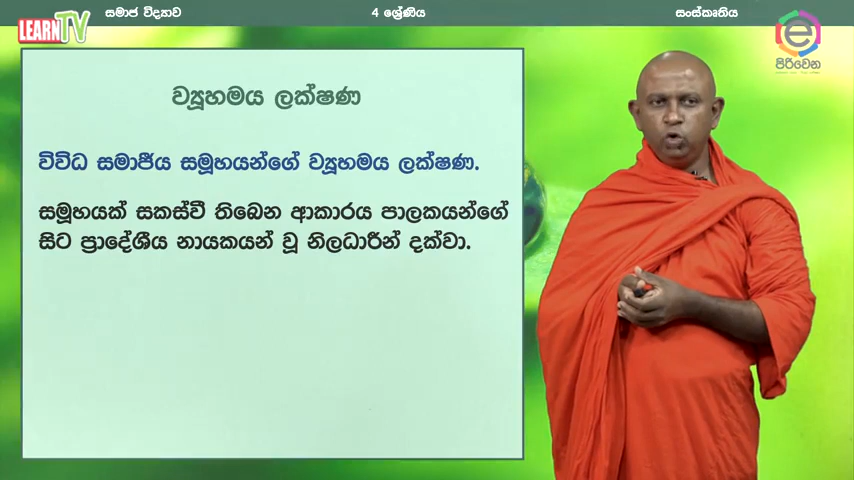 සමාජ විද්‍යාව
4 ශ්‍රේණිය
සංස්කෘතිය
LEARN TV
e
පිරිවෙන
ව්‍යූහමය ලක්ෂණ
විවිධ සමාජීය සමූහයන්ගේ ව්‍යූහමය ලක්ෂණ.
සමූහයක් සකස්වී තිබෙන ආකාරය පාලකයන්ගේ
සිට ප්‍රාදේශීය නායකයන් වූ නිලධාරීන් දක්වා.